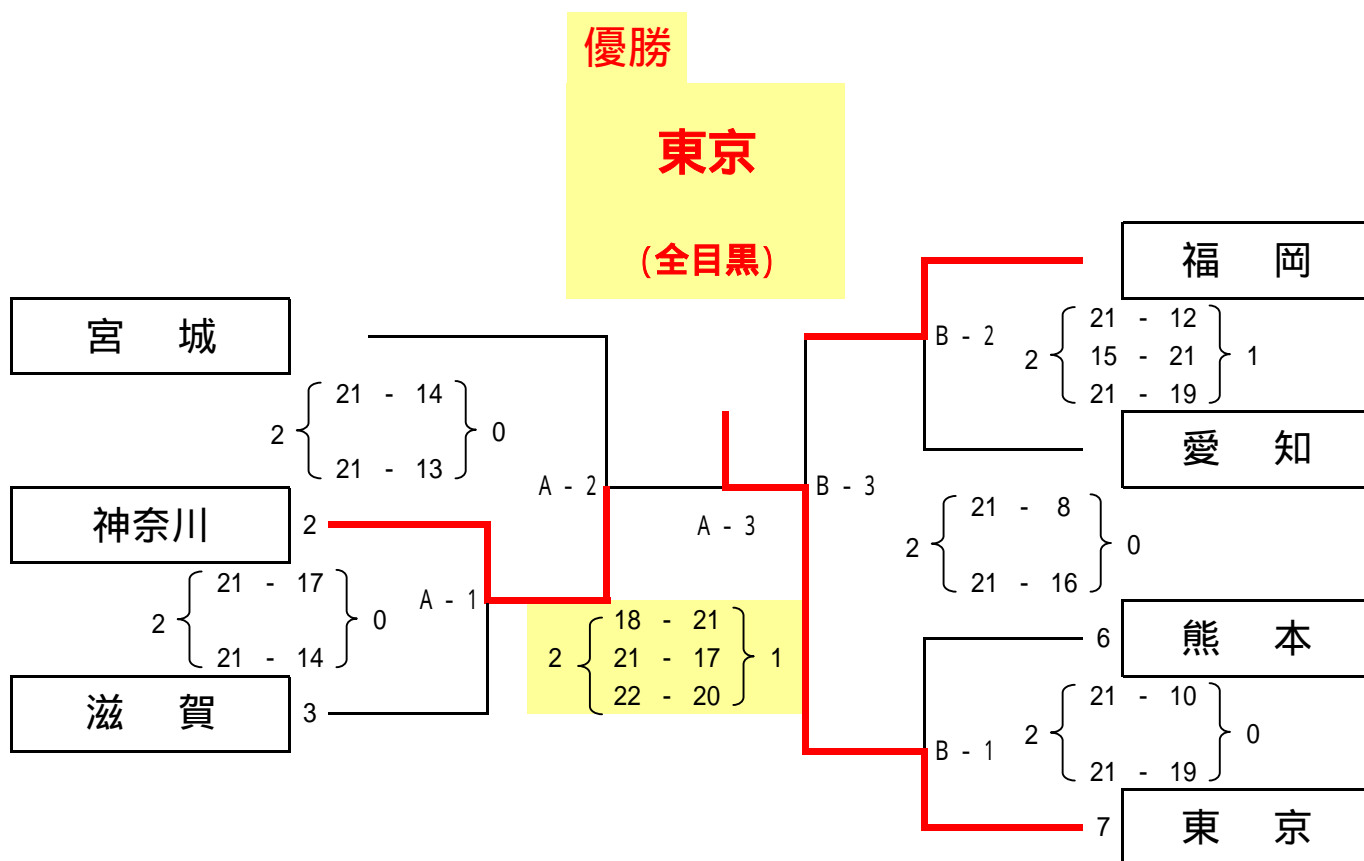 優勝
東京
(全目黒)
宮 城
2 21 - 14 0
21 - 13
A - 2
神奈川 2
2 21 - 17 0
21 - 14
A - 1
滋 賀 3
A - 3
18 - 21
2 21 - 17 1
22 - 20
福 岡
B - 2
21 - 12
2 15 - 21 1
21 - 19
愛 知
B - 3
2 21 - 8 0
21 - 16
6 熊 本
B - 1
2 21 - 10 0
21 - 19
7 東 京